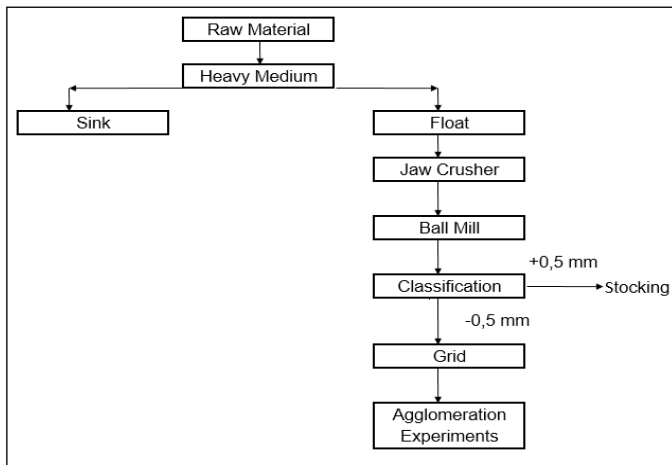 Raw Material
Heavy Medium
Sink
Float
Jaw Crusher
Ball Mill
+0,5 mm
Classification
Stocking
-0,5 mm
Grid
Agglomeration
Experiments